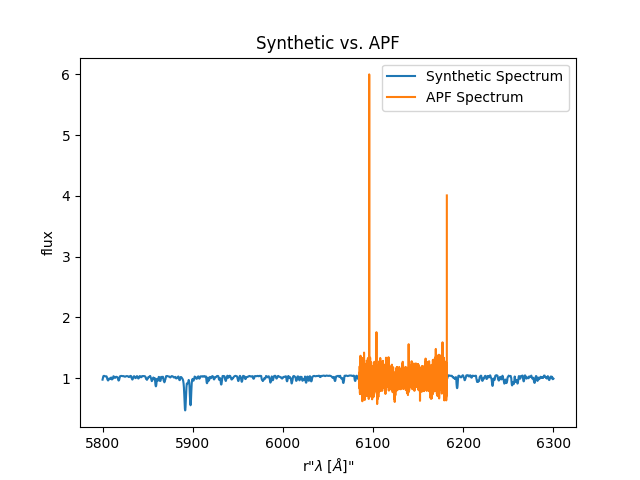 Synthetic vs. APF
Synthetic Spectrum
APF Spectrum
6
5
4
3
2
1
flux
5800 5900 6000 6100 6200 6300
r"λ [Å]"